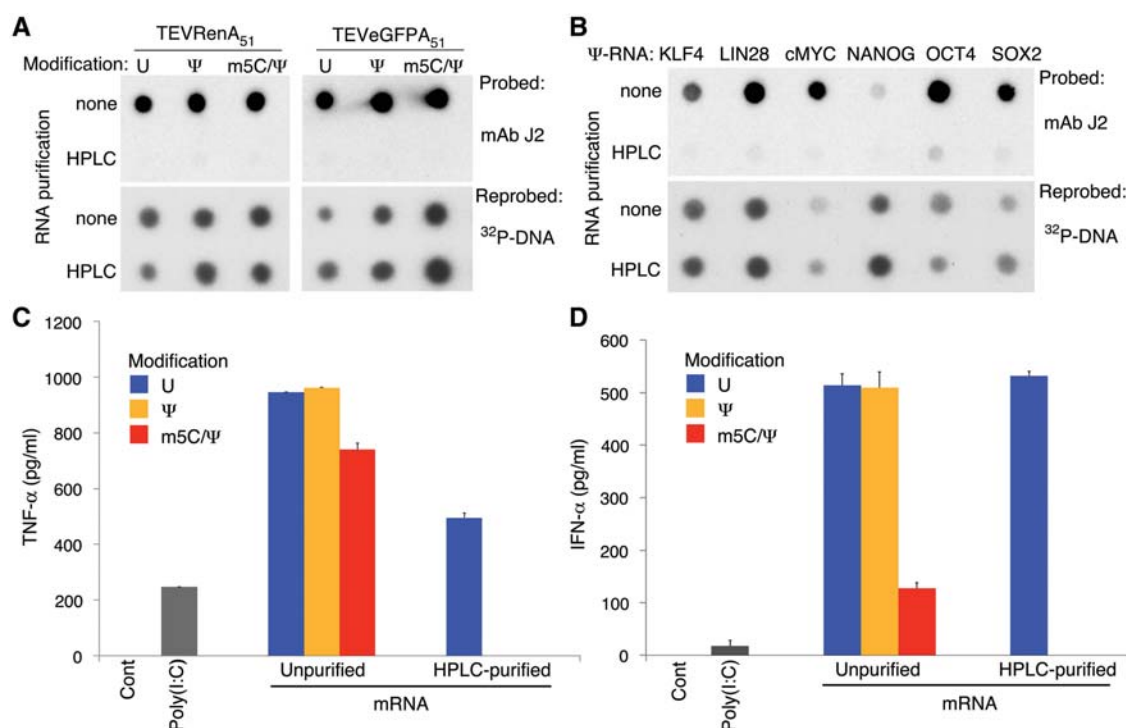 A
TEVRenA51 TEVeGFPA51
Modification: U Ψ m5C/Ψ U Ψ m5C/Ψ
Probed:
none
mAb J2
HPLC
RNA purification
Reprobed:
none
32P-DNA
HPLC
B
Ψ-RNA: KLF4 LIN28 cMYC NANOG OCT4 SOX2
Probed:
none
mAb J2
HPLC
RNA purification
Reprobed:
none
32P-DNA
HPLC
C
1200
1000
800
600
400
200
0
TNF-α (pg/ml)
Modification
U
Ψ
m5C/Ψ
Cont
Poly(I:C)
Unpurified HPLC-purified
mRNA
D
600
500
400
300
200
100
0
IFN-α (pg/ml)
Modification
U
Ψ
m5C/Ψ
Cont
Poly(I:C)
Unpurified HPLC-purified
mRNA